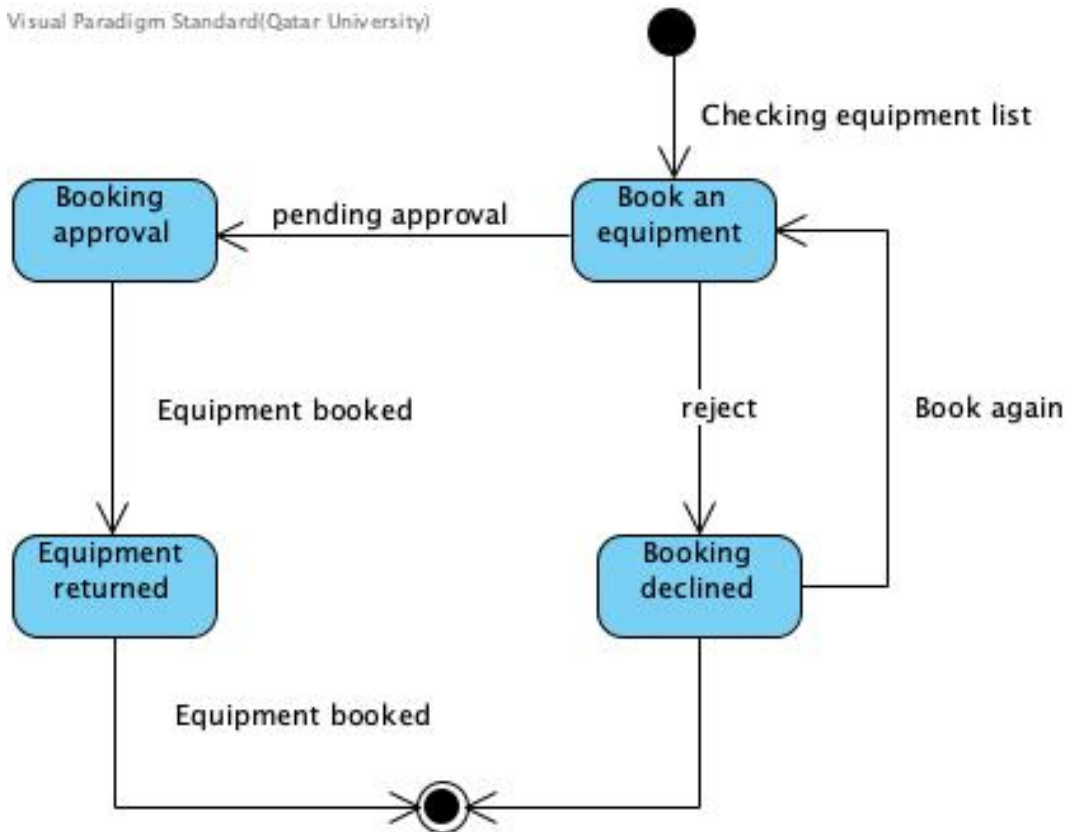 Visual Paradigm Standard(Qatar University)
Checking equipment list
Booking
approval
pending approval
Book an
equipment
Equipment booked
reject
Book again
Equipment
returned
Booking
declined
Equipment booked